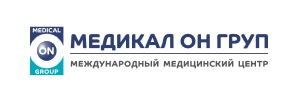 MEDICAL
ON
GROUP
МЕДИКАЛ ОН ГРУП
МЕЖДУНАРОДНЫЙ МЕДИЦИНСКИЙ ЦЕНТР